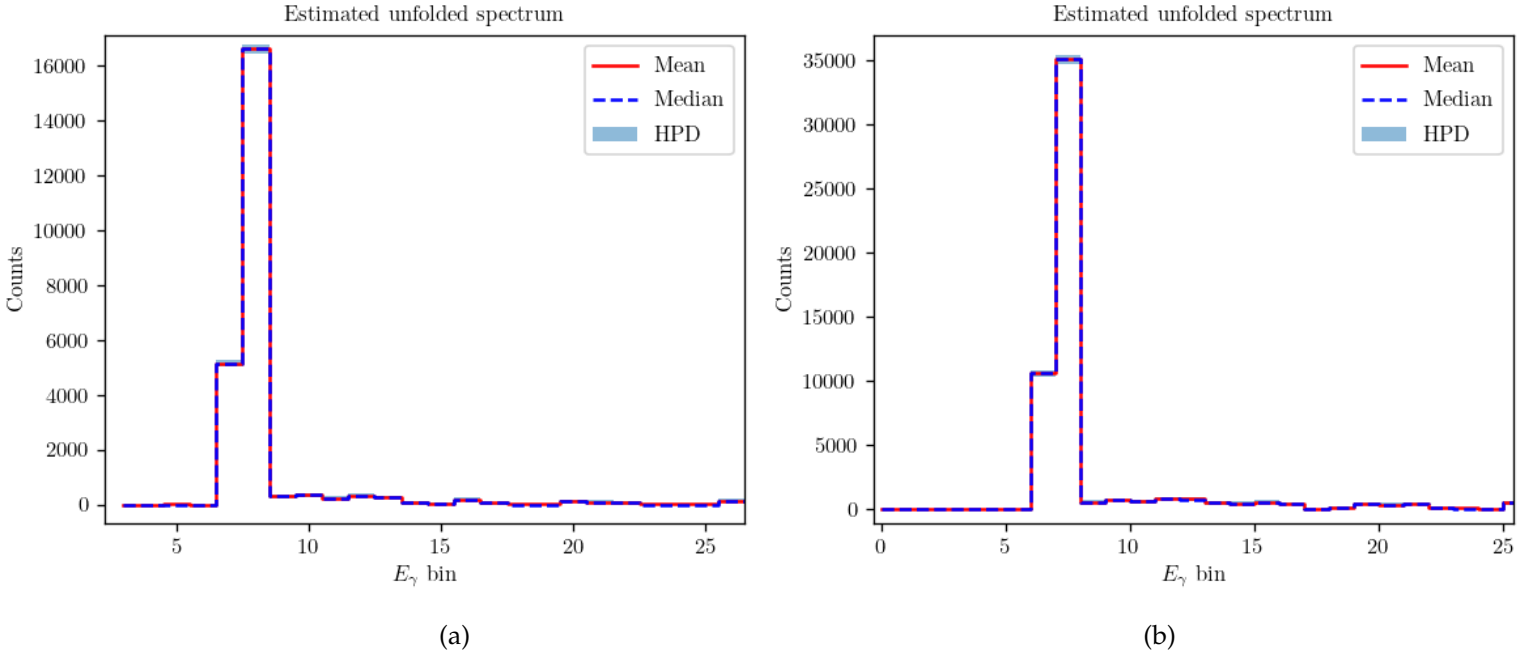 Estimated unfolded spectrum
16000
14000
12000
10000
8000
6000
4000
2000
0
Counts
Mean
Median
HPD
5 10 15 20 25
E_γ bin
(a)
Estimated unfolded spectrum
35000
30000
25000
20000
15000
10000
5000
0
Counts
Mean
Median
HPD
0 5 10 15 20 25
E_γ bin
(b)